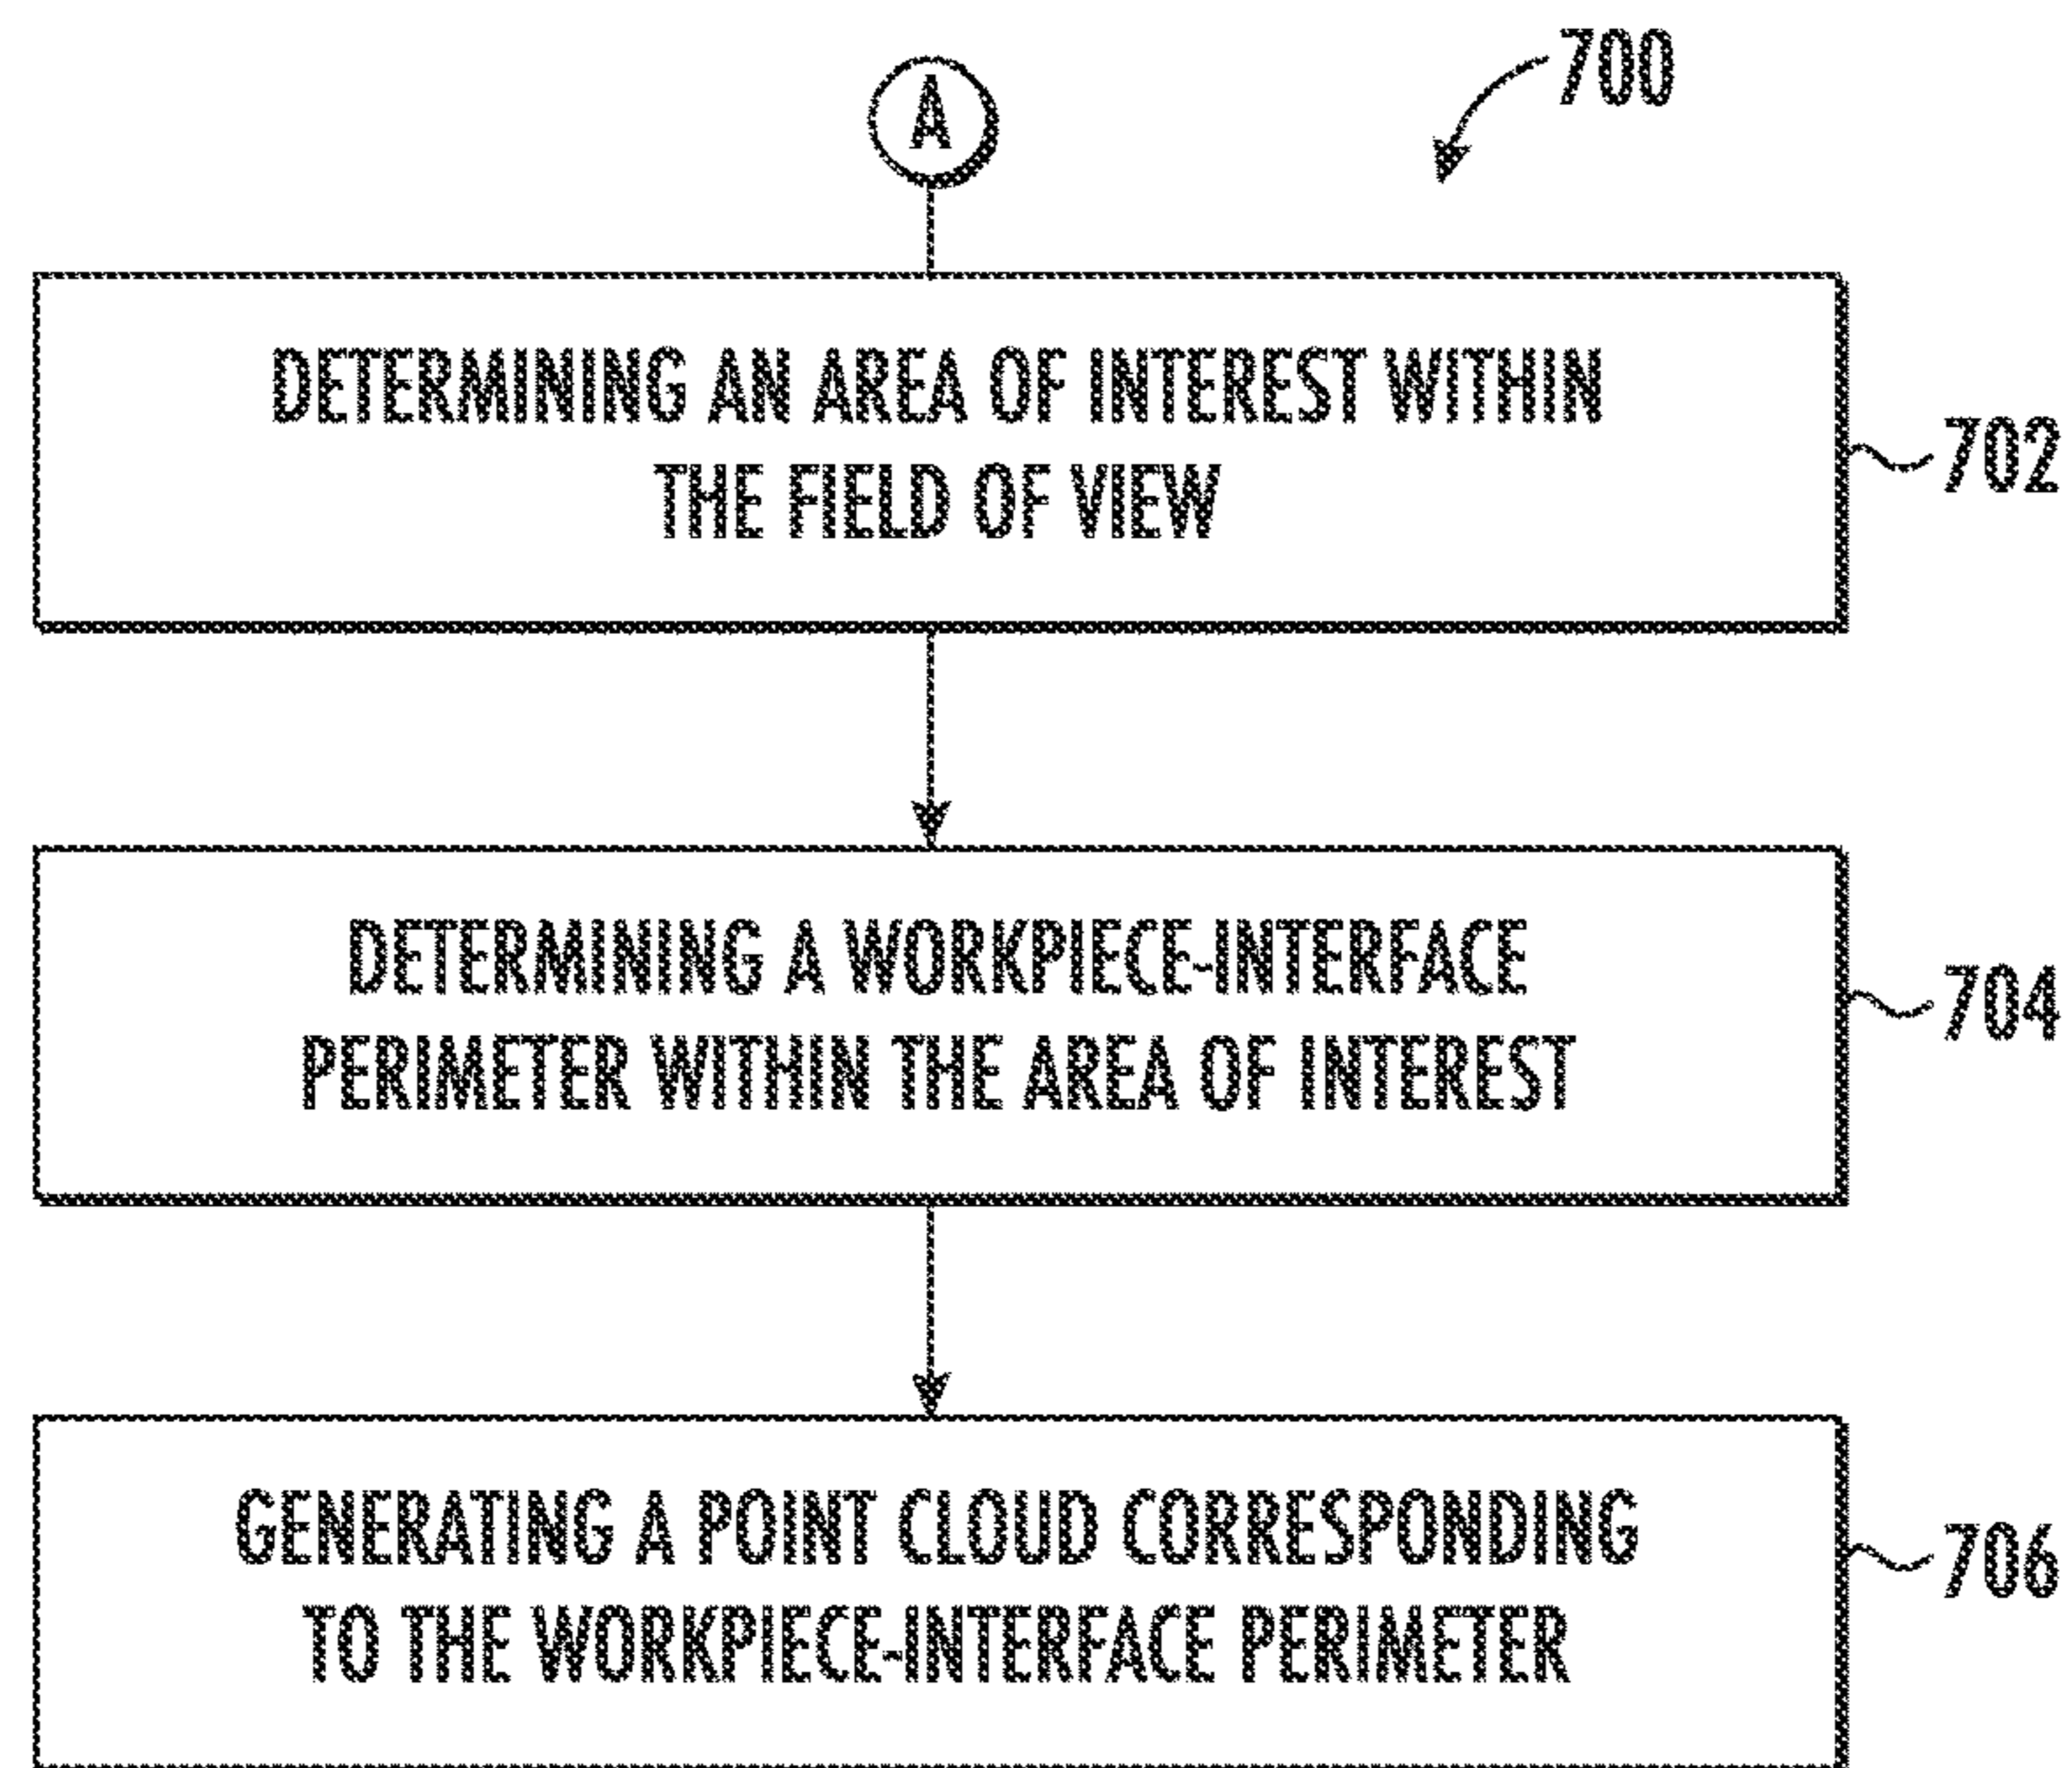 700
A
DETERMINING AN AREA OF INTEREST WITHIN
THE FIELD OF VIEW
702
DETERMINING A WORKPIECE-INTERFACE
PERIMETER WITHIN THE AREA OF INTEREST
704
GENERATING A POINT CLOUD CORRESPONDING
TO THE WORKPIECE-INTERFACE PERIMETER
706